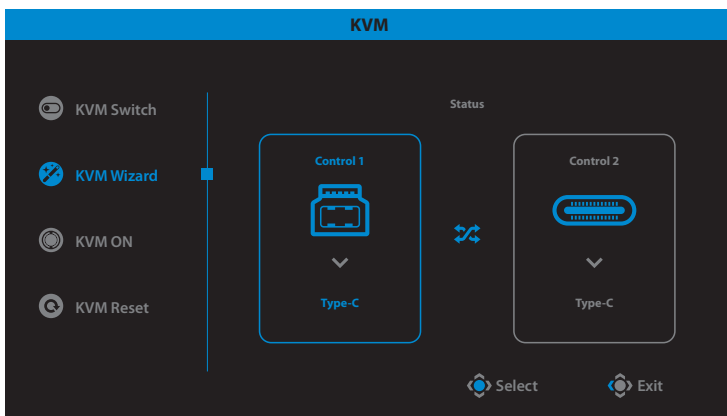 KVM
KVM Switch
KVM Wizard
KVM ON
KVM Reset
Status
Control 1
Type-C
Control 2
Type-C
Select
Exit